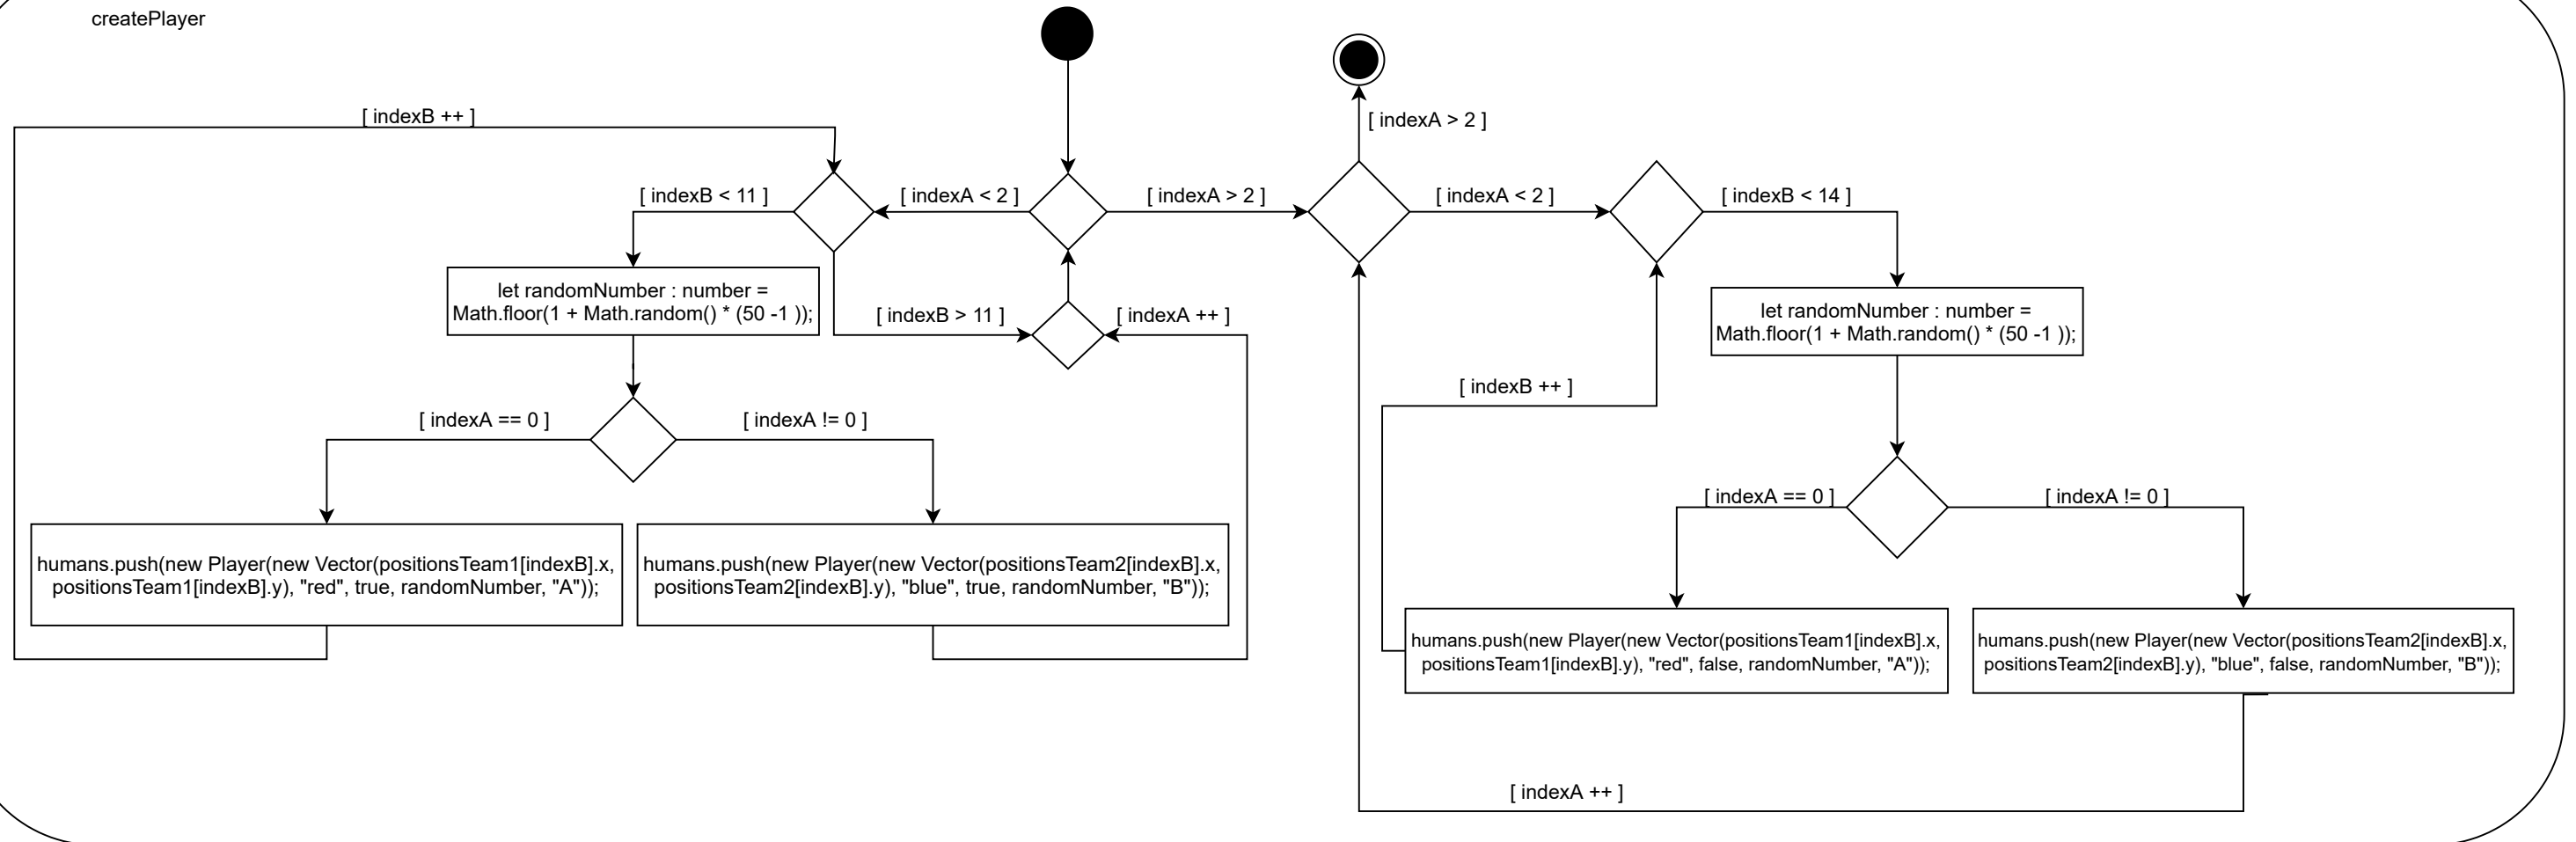 createPlayer
[ indexB ++ ]
[ indexA > 2 ]
[ indexB < 11 ]
[ indexA < 2 ]
[ indexA > 2 ]
[ indexA < 2 ]
[ indexB < 14 ]
let randomNumber : number =
Math.floor(1 + Math.random() * (50 -1 ));
[ indexB > 11 ]
[ indexA ++ ]
let randomNumber : number =
Math.floor(1 + Math.random() * (50 -1 ));
[ indexB ++ ]
[ indexA == 0 ]
[ indexA != 0 ]
[ indexA == 0 ]
[ indexA != 0 ]
humans.push(new Player(new Vector(positionsTeam1[indexB].x,
positionsTeam1[indexB].y), "red", true, randomNumber, "A"));
humans.push(new Player(new Vector(positionsTeam2[indexB].x,
positionsTeam2[indexB].y), "blue", true, randomNumber, "B"));
humans.push(new Player(new Vector(positionsTeam1[indexB].x,
positionsTeam1[indexB].y), "red", false, randomNumber, "A"));
humans.push(new Player(new Vector(positionsTeam2[indexB].x,
positionsTeam2[indexB].y), "blue", false, randomNumber, "B"));
[ indexA ++ ]